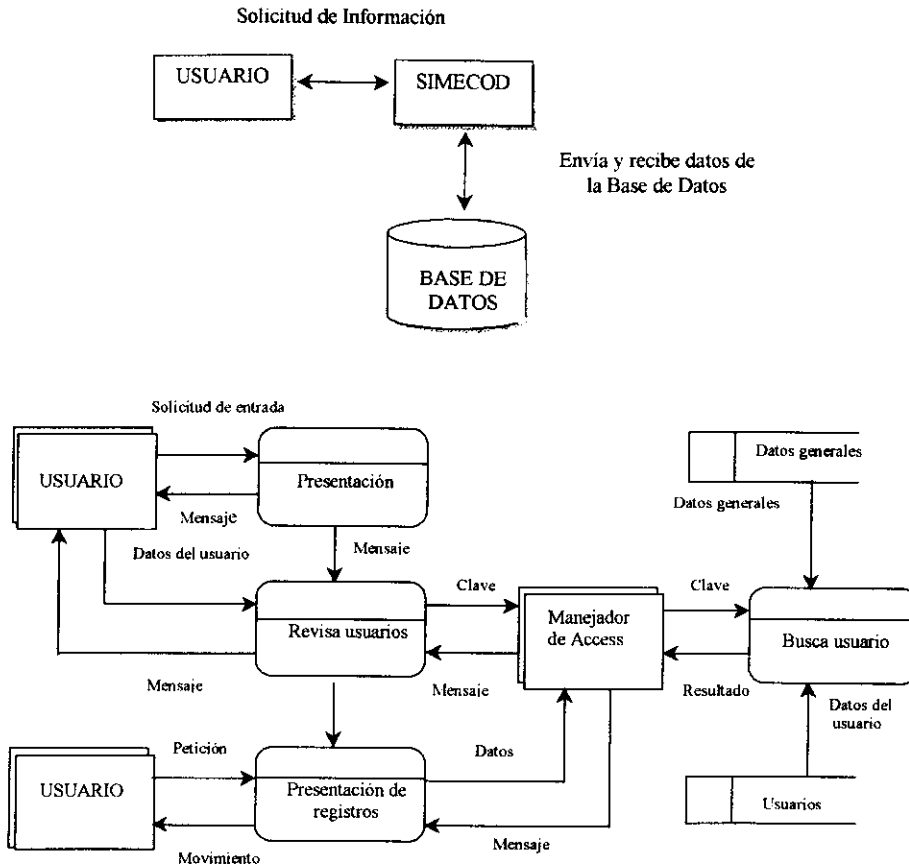 Solicitud de Información
USUARIO
SIMECOD
Envía y recibe datos de
la Base de Datos
BASE DE
DATOS
Solicitud de entrada
USUARIO
Presentación
Mensaje
Datos generales
Datos generales
Datos del usuario
Mensaje
Revisa usuarios
Clave
Manejador
de Access
Clave
Busca usuario
Mensaje
Mensaje
Resultado
Datos del
usuario
Petición
USUARIO
Presentación de
registros
Datos
Usuarios
Movimiento
Mensaje